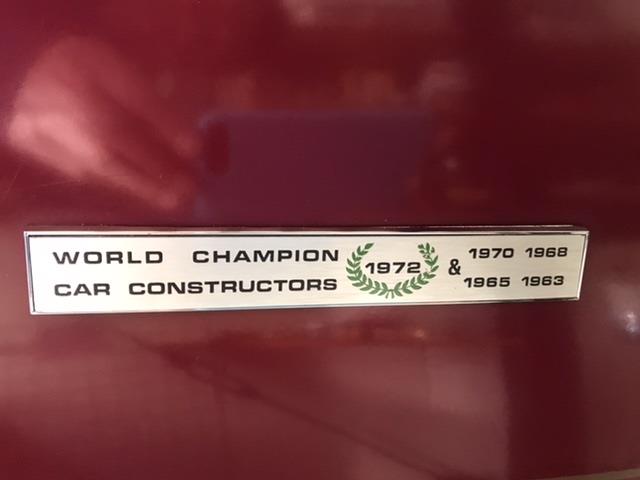 WORLD CHAMPION 1972 & 1970 1968
CAR CONSTRUCTORS 1965 1963